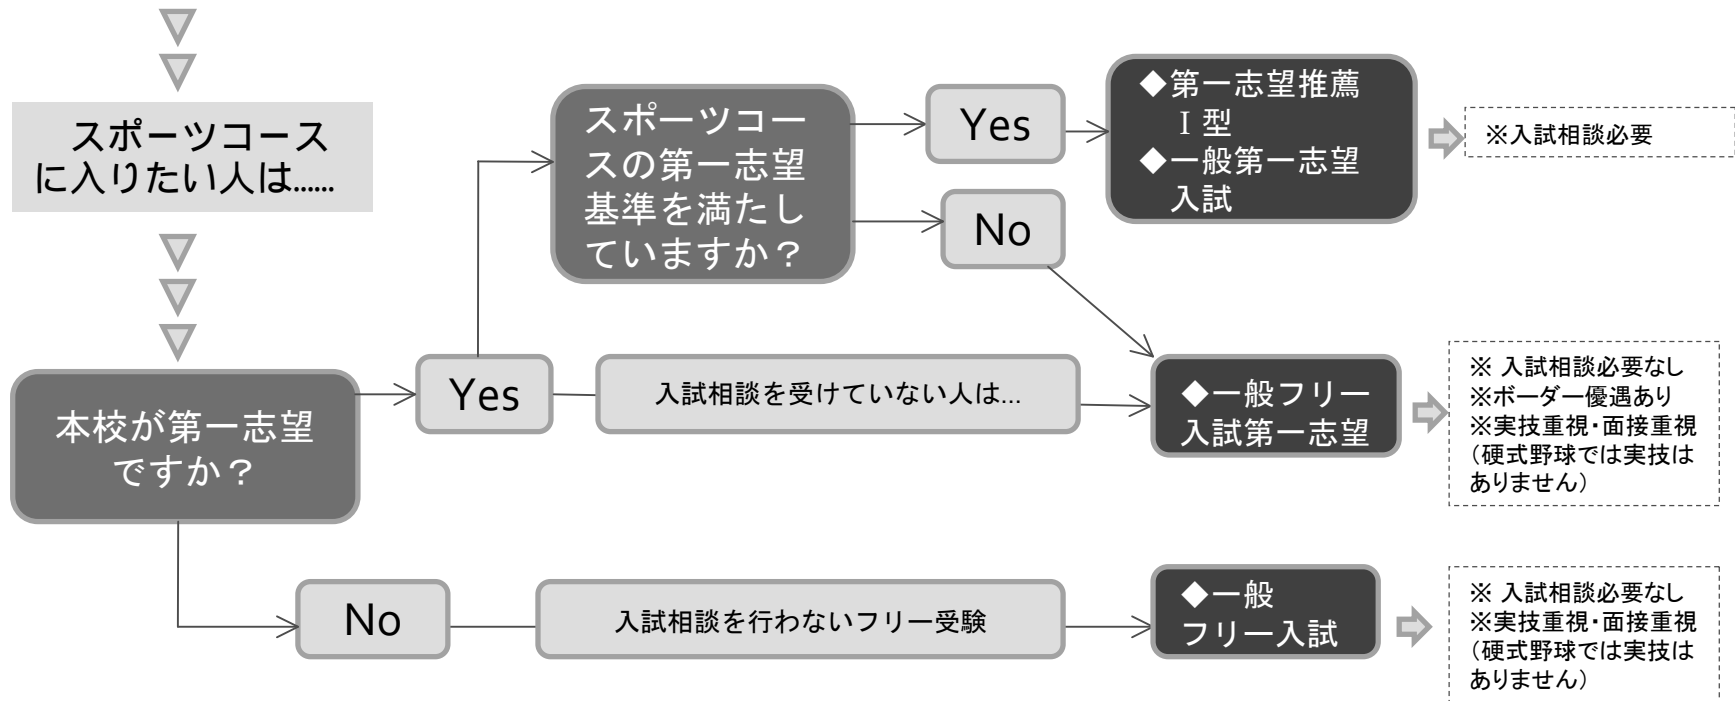 スポーツコース
に入りたい人は……
スポーツコー
スの第一志望
基準を満たし
ていますか？
Yes
No
◆第一志望推薦
Ⅰ型
◆一般第一志望
入試
※入試相談必要
本校が第一志望
ですか？
Yes
入試相談を受けていない人は…
◆一般フリー
入試第一志望
※ 入試相談必要なし
※ボーダー優遇あり
※実技重視・面接重視
（硬式野球では実技は
ありません）
No
入試相談を行わないフリー受験
◆一般
フリー入試
※ 入試相談必要なし
※実技重視・面接重視
（硬式野球では実技は
ありません）